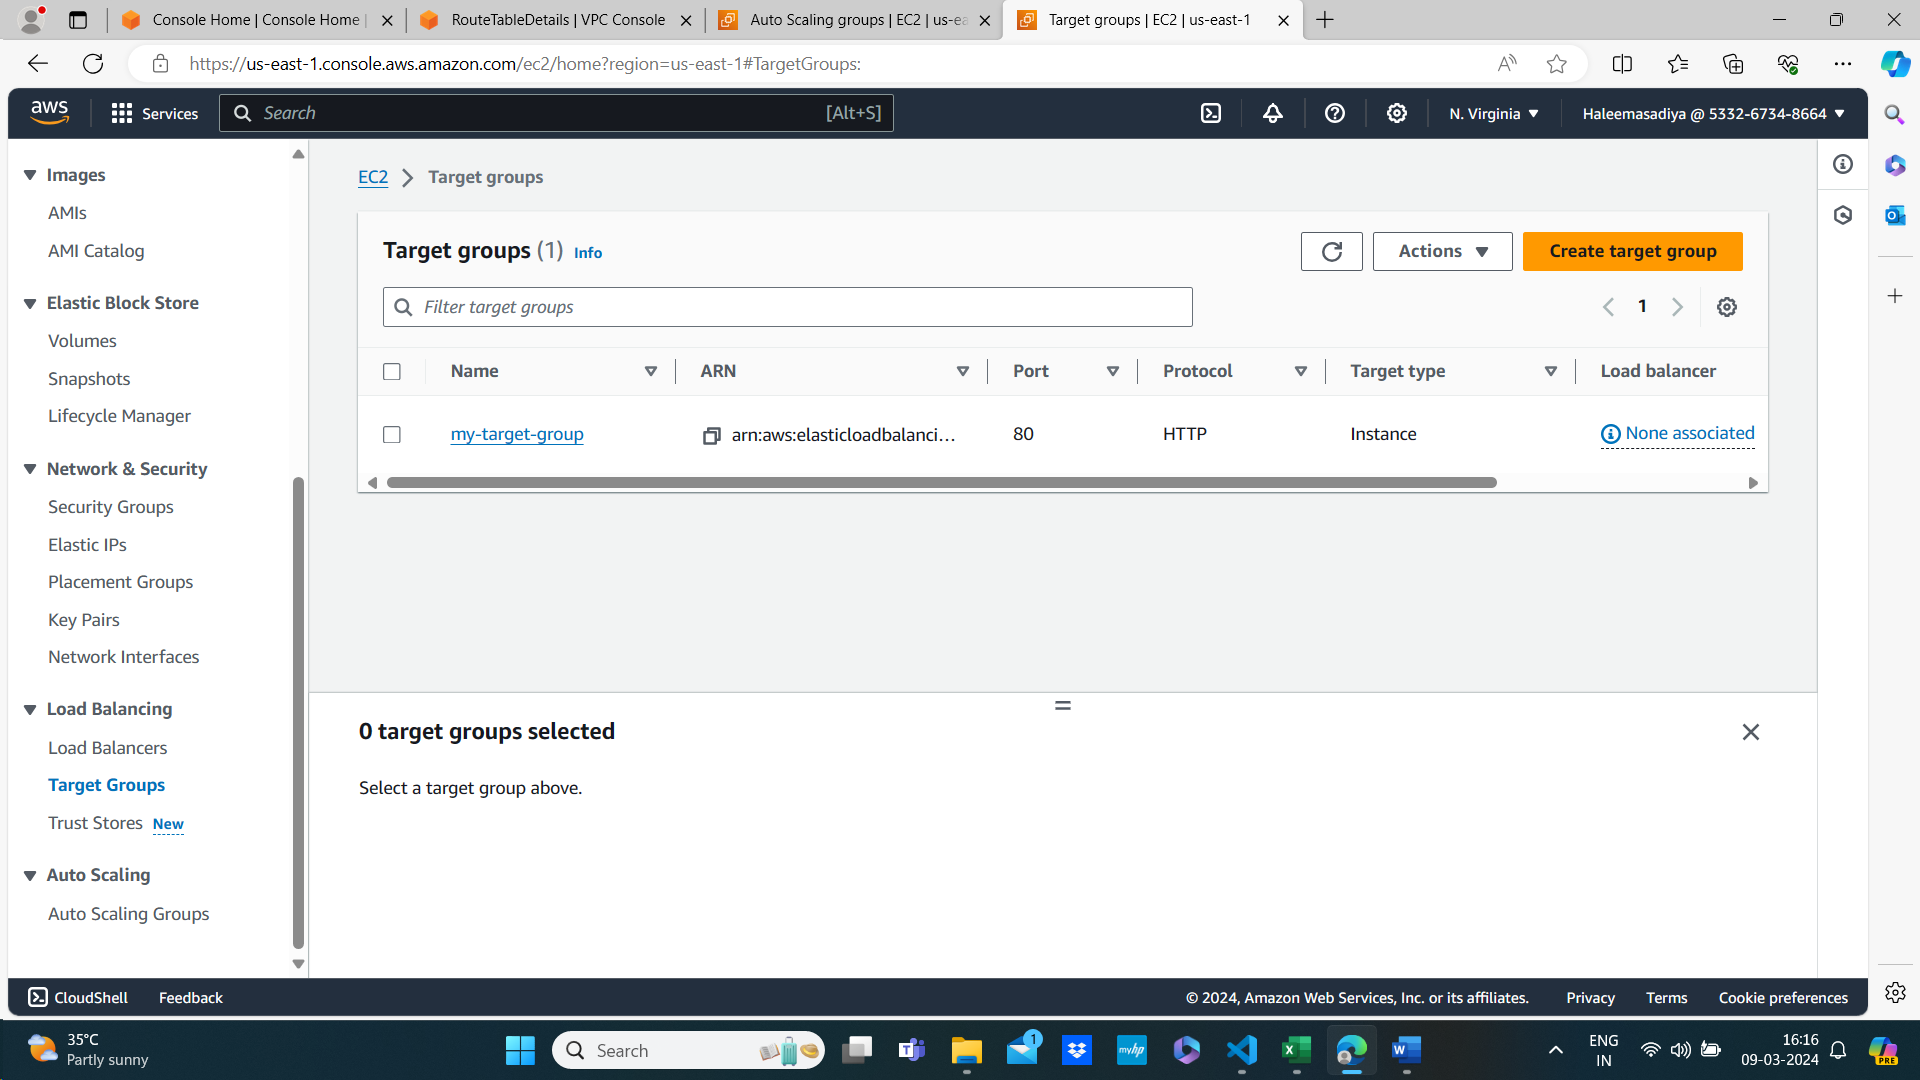 Console Home | Console Home |
RouteTableDetails | VPC Console
Auto Scaling groups | EC2 | us-ea
Target groups | EC2 | us-east-1
https://us-east-1.console.aws.amazon.com/ec2/home?region=us-east-1#TargetGroups:
aws
Services
Search
[Alt+S]
N. Virginia
Haleemasadiya @ 5332-6734-8664
Images
AMIs
AMI Catalog
Elastic Block Store
Volumes
Snapshots
Lifecycle Manager
Network & Security
Security Groups
Elastic IPs
Placement Groups
Key Pairs
Network Interfaces
Load Balancing
Load Balancers
Target Groups
Trust Stores New
Auto Scaling
Auto Scaling Groups
EC2 > Target groups
Target groups (1) Info
Actions
Create target group
Filter target groups
1
Name ARN Port Protocol Target type Load balancer
my-target-group arn:aws:elasticloadbalanci... 80 HTTP Instance None associated
0 target groups selected
Select a target group above.
CloudShell Feedback
© 2024, Amazon Web Services, Inc. or its affiliates. Privacy Terms Cookie preferences
35°C
Partly sunny
Search
1
myhp
ENG
IN
16:16
09-03-2024
PRE